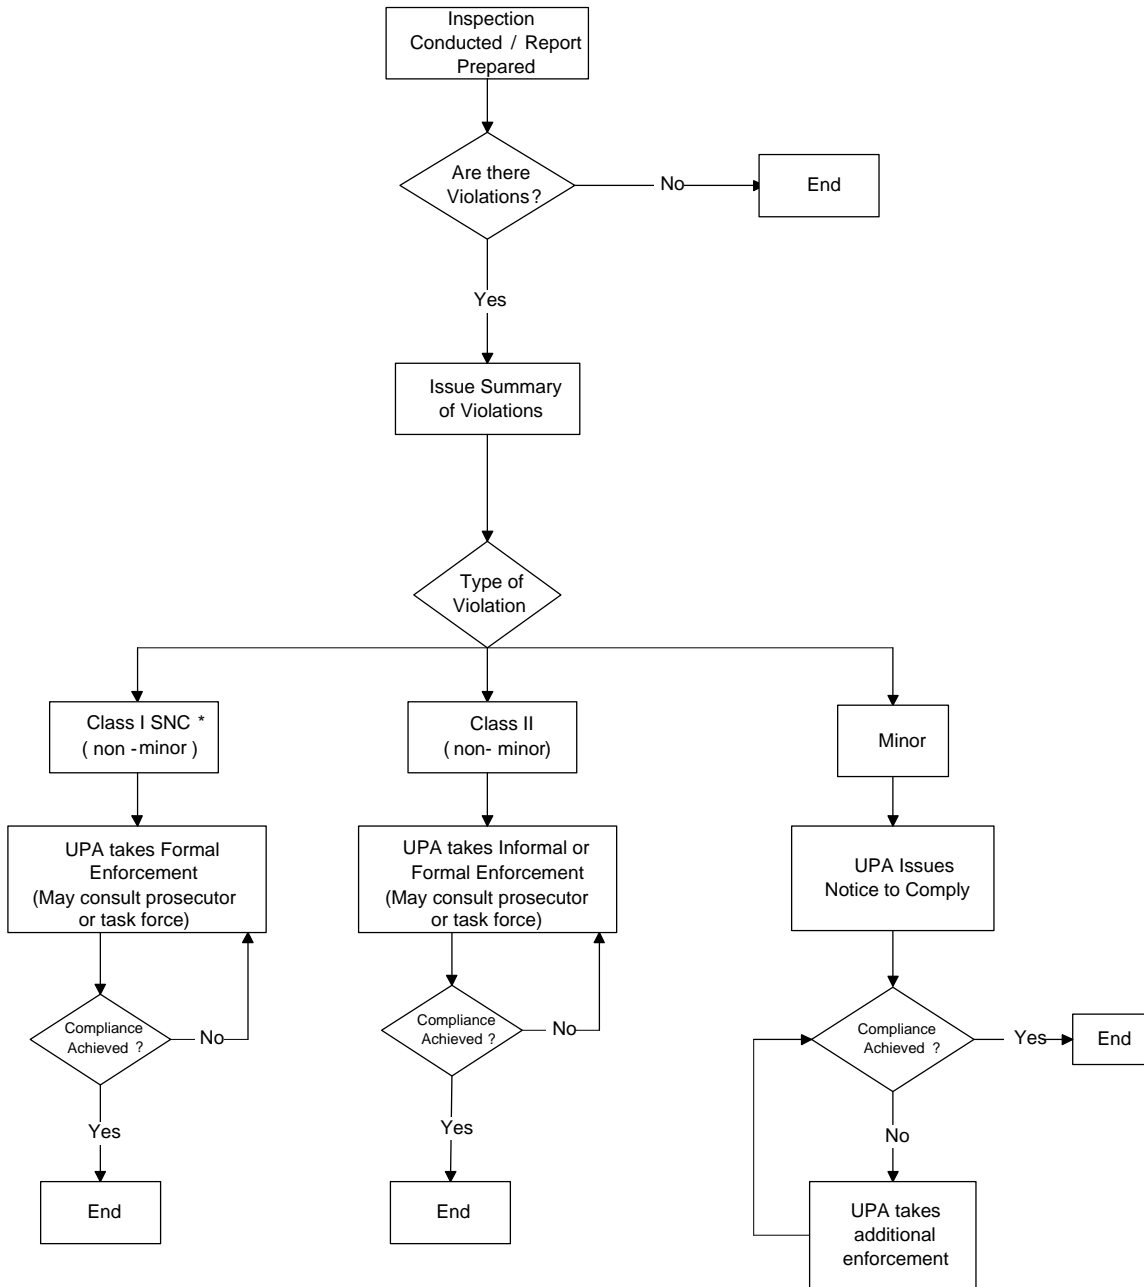 Inspection
Conducted / Report
Prepared
Are there
Violations?
No
End
Yes
Issue Summary
of Violations
Type of
Violation
Class I SNC *
( non -minor )
Class II
( non- minor)
Minor
UPA takes Formal
Enforcement
(May consult prosecutor
or task force)
UPA takes Informal or
Formal Enforcement
(May consult prosecutor
or task force)
UPA Issues
Notice to Comply
Compliance
Achieved ?
No
Compliance
Achieved ?
No
Compliance
Achieved ?
Yes
End
Yes
Yes
No
End
End
UPA takes
additional
enforcement